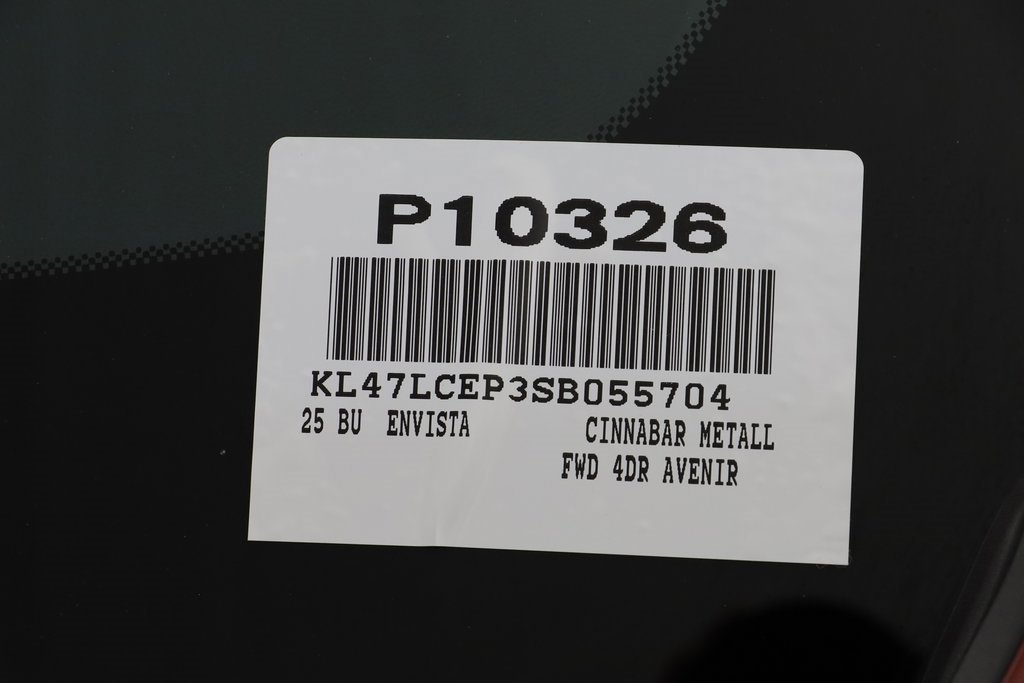 P10326
KL47LCEP3SB055704
25 BU ENVISTA CINNABAR METALL
FWD 4DR AVENIR